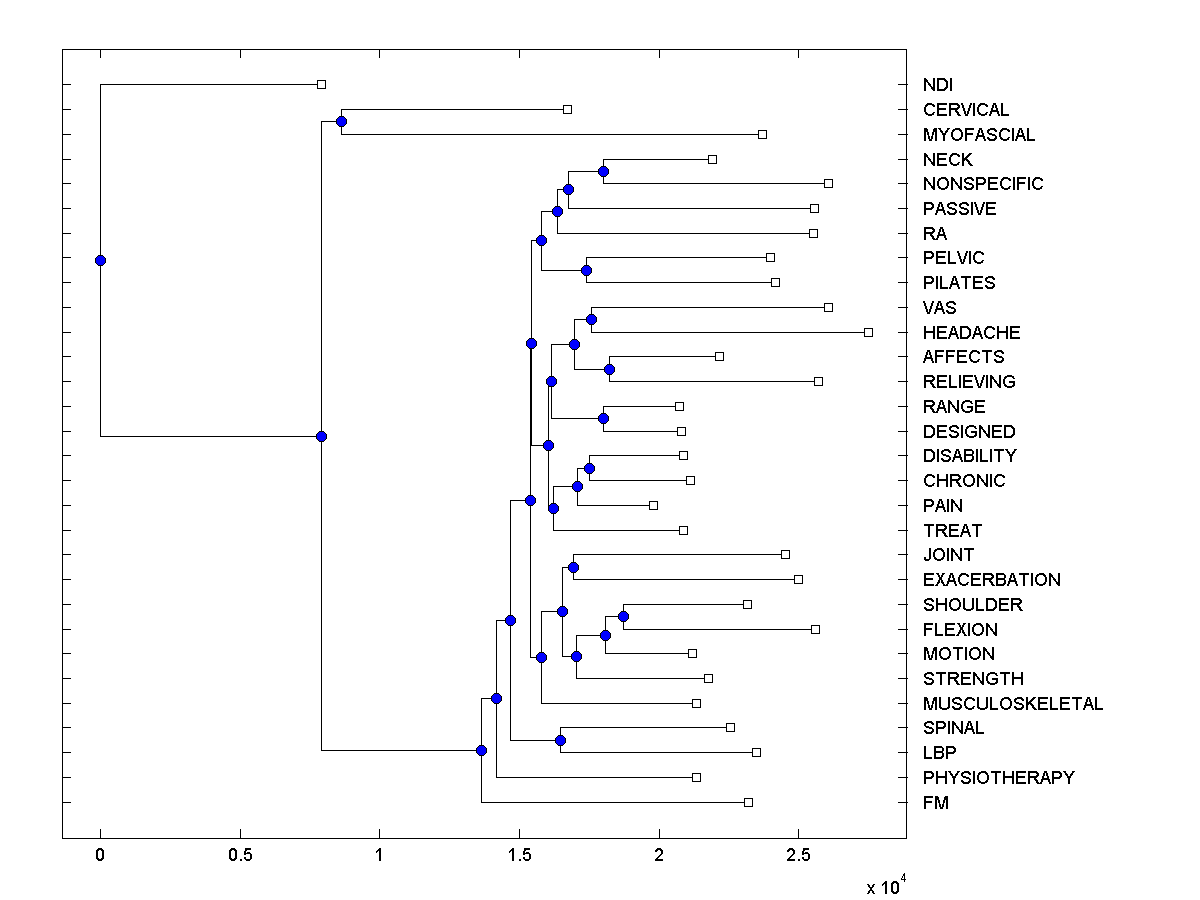 NDI
CERVICAL
MYOFASCIAL
NECK
NONSPECIFIC
PASSIVE
RA
PELVIC
PILATES
VAS
HEADACHE
AFFECTS
RELIEVING
RANGE
DESIGNED
DISABILITY
CHRONIC
PAIN
TREAT
JOINT
EXACERBATION
SHOULDER
FLEXION
MOTION
STRENGTH
MUSCULOSKELETAL
SPINAL
LBP
PHYSIOTHERAPY
FM
0 0.5 1 1.5 2 2.5
x 10^4